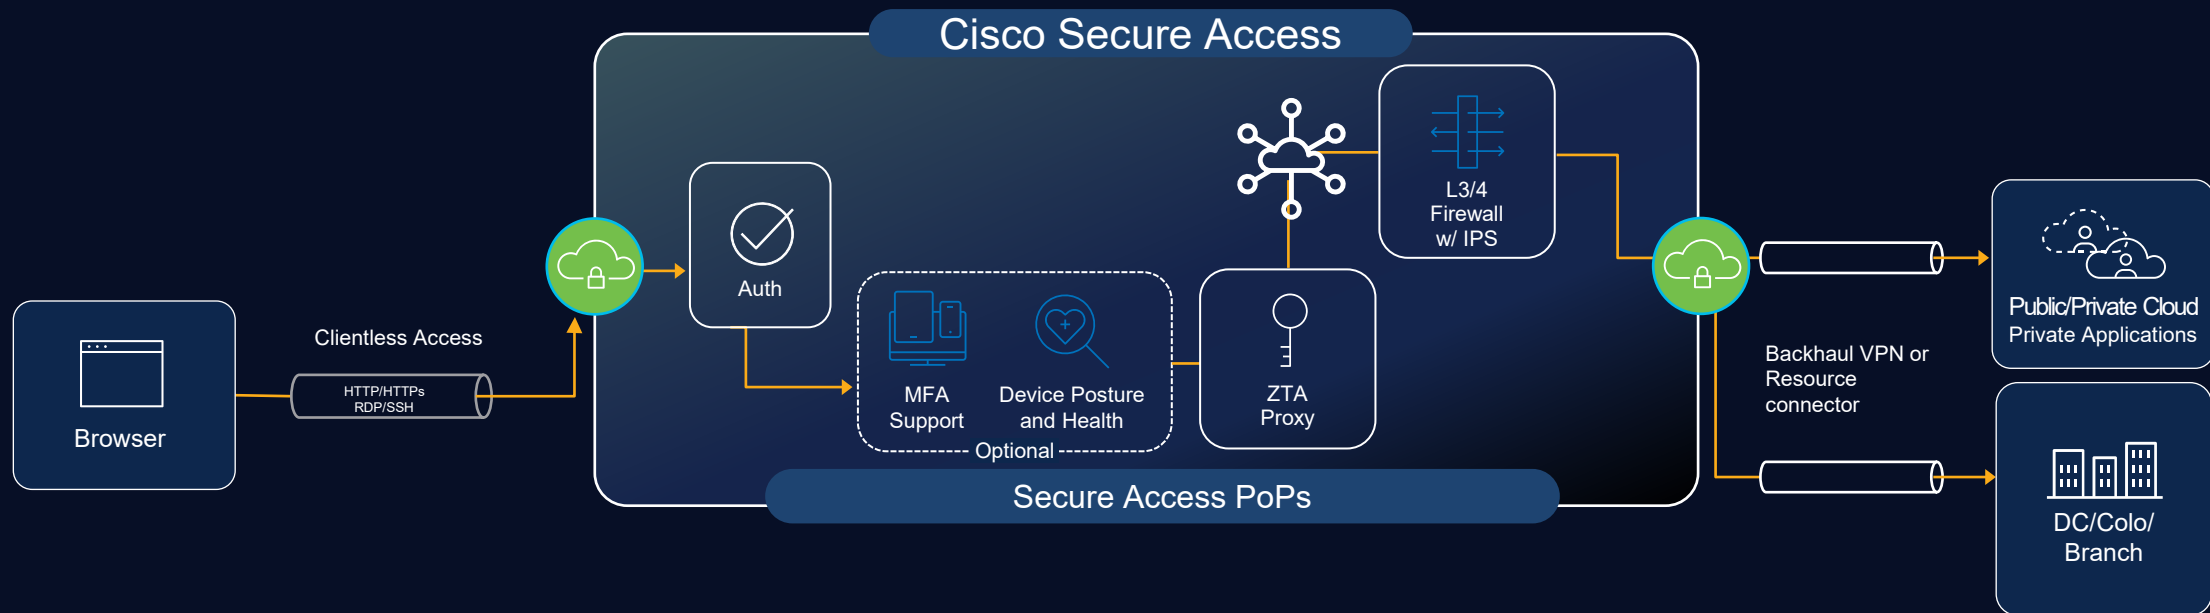 Cisco Secure Access
Browser
Clientless Access
HTTP/HTTPs
RDP/SSH
Auth
MFA
Support
Device Posture
and Health
Optional
ZTA
Proxy
L3/4
Firewall
w/ IPS
Secure Access PoPs
Backhaul VPN or
Resource
connector
Public/Private Cloud
Private Applications
DC/Colo/
Branch